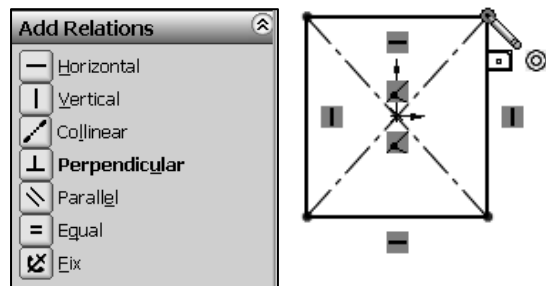 Add Relations
Horizontal
Vertical
Collinear
Perpendicular
Parallel
Equal
Fix